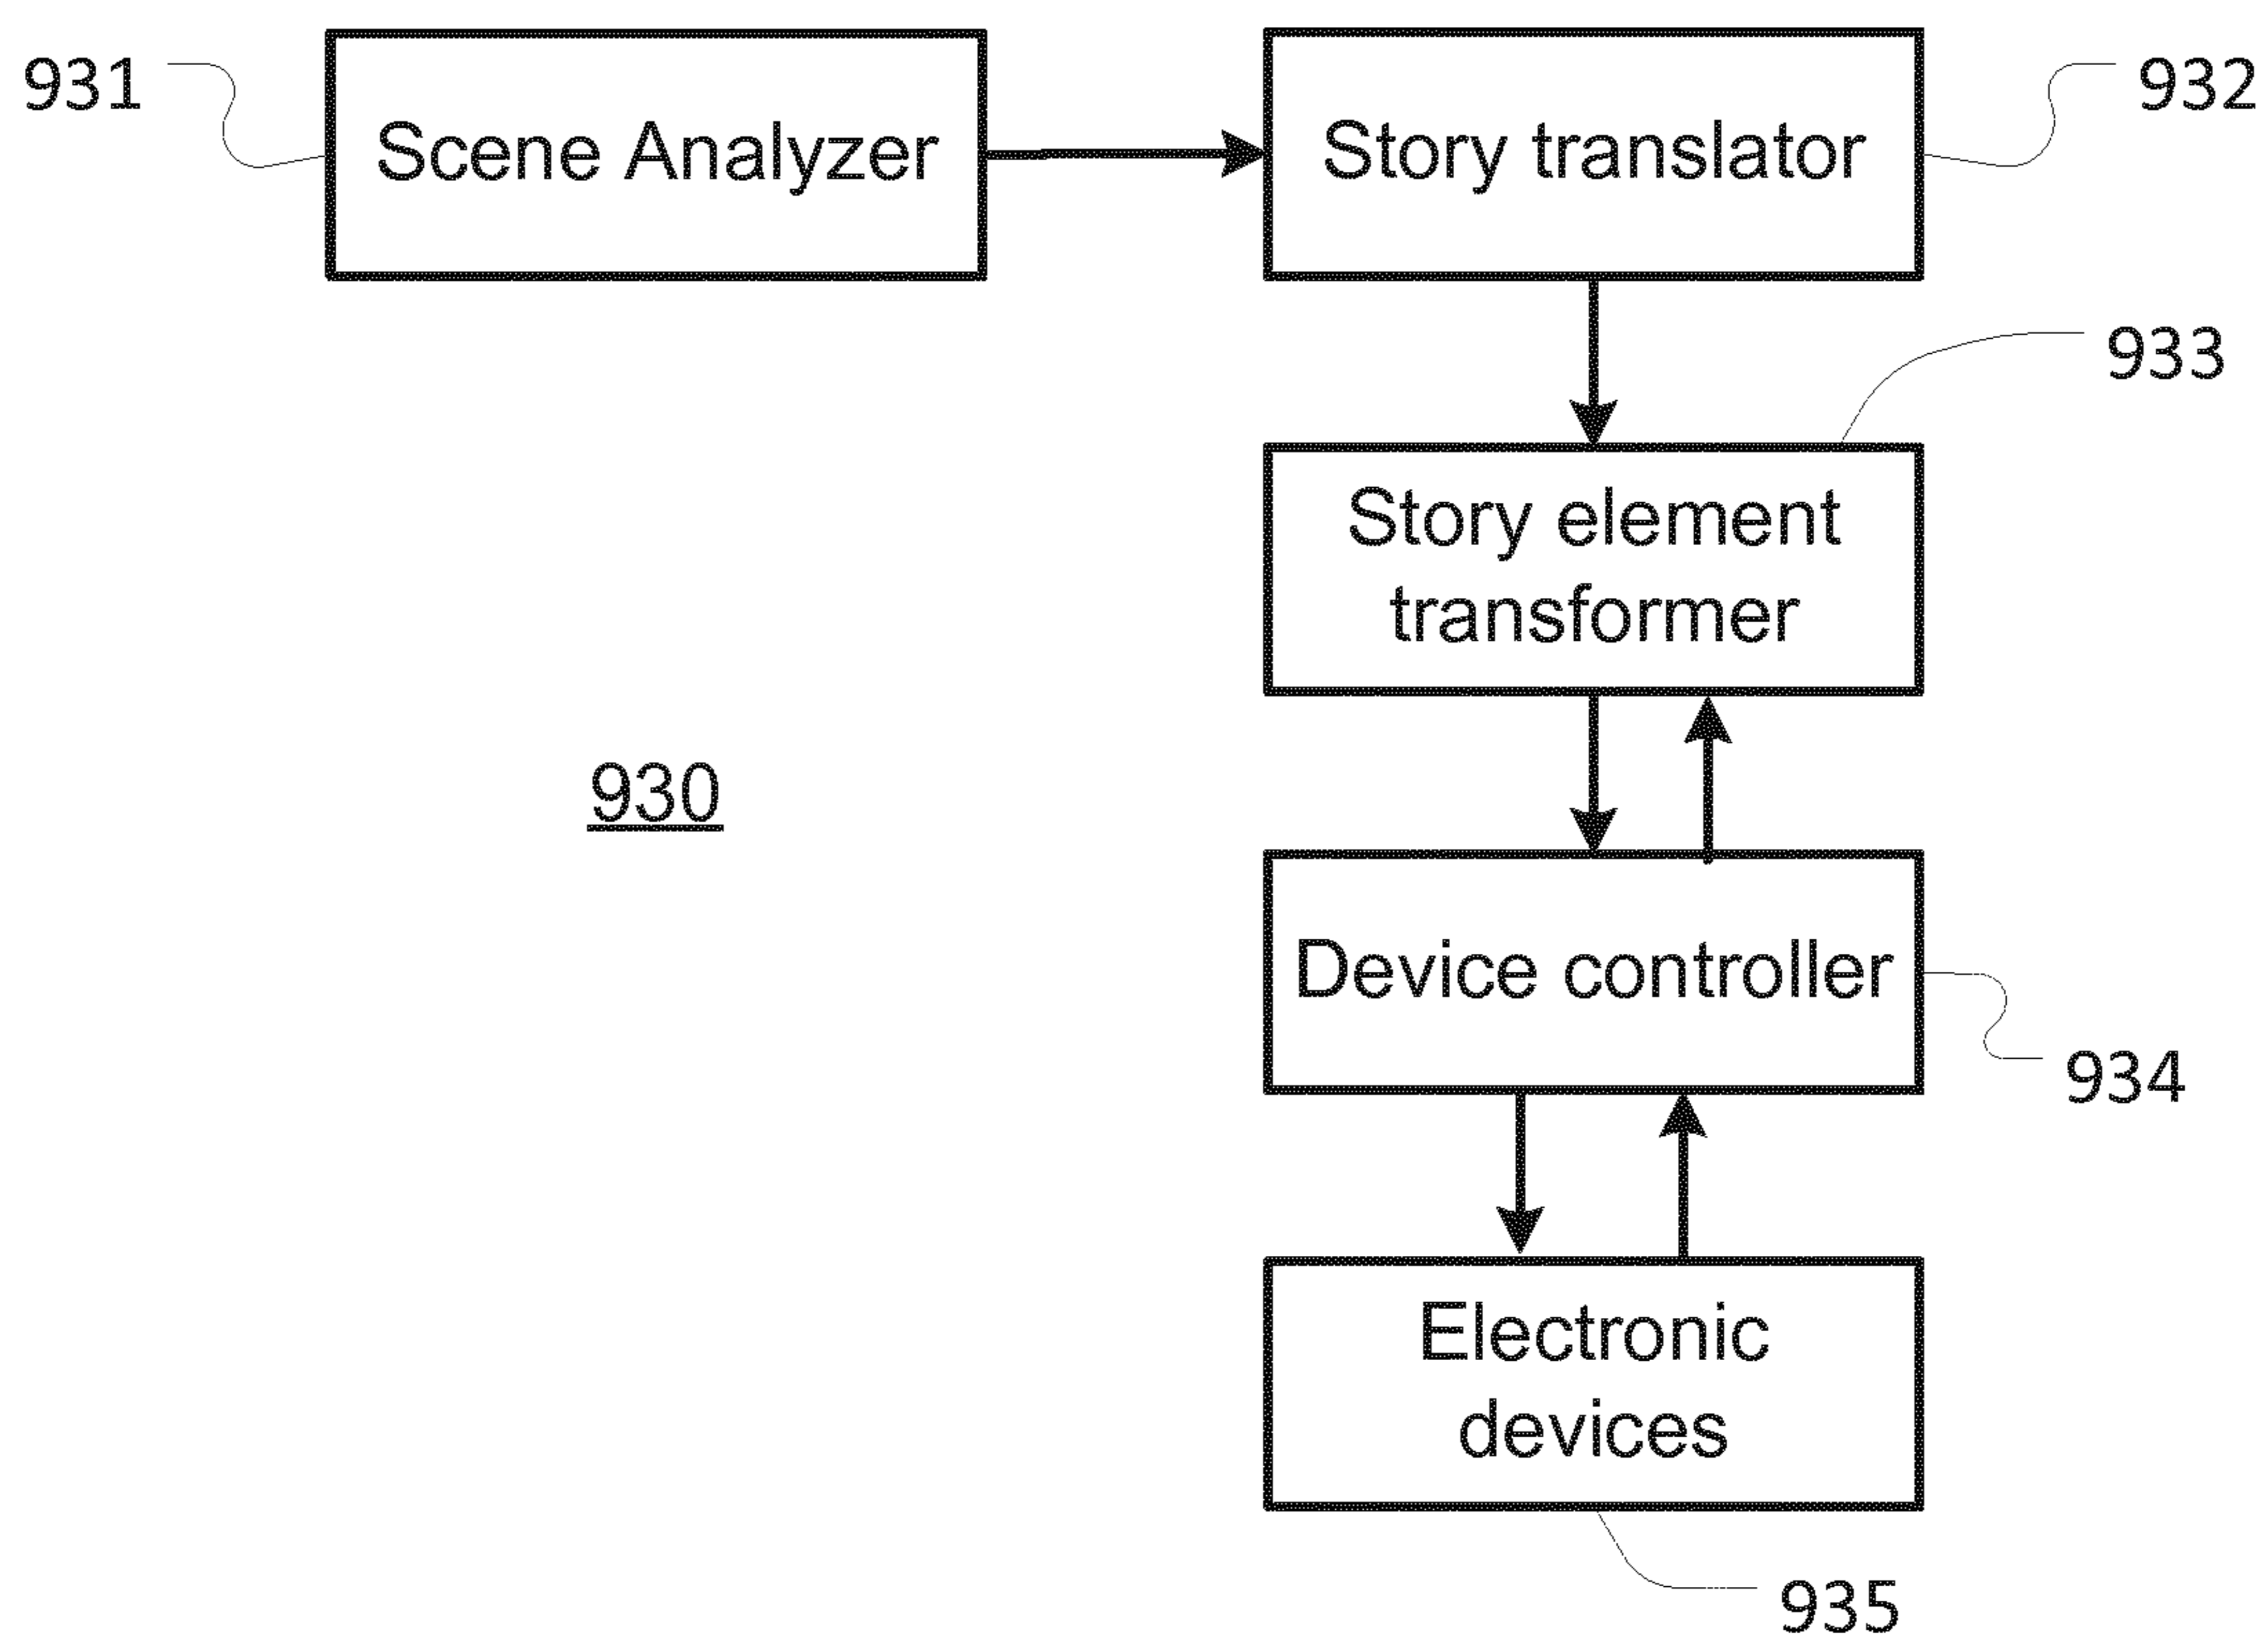 931
Scene Analyzer
Story translator
932
933
Story element
transformer
930
Device controller
934
Electronic
devices
935